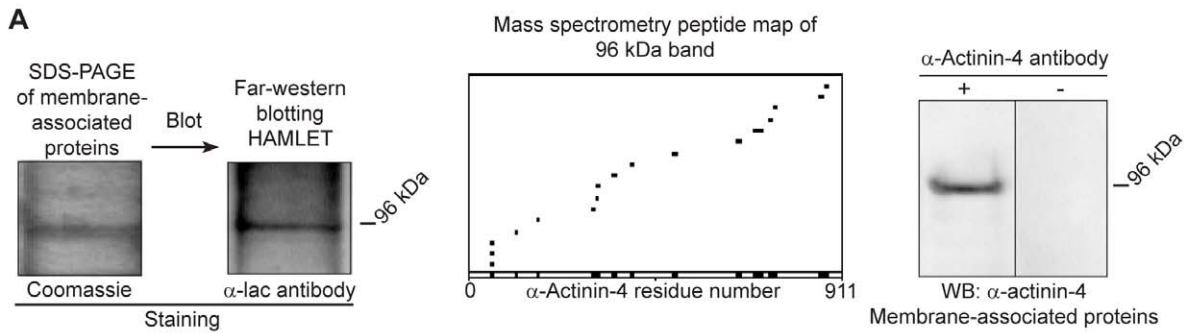 A
SDS-PAGE
of membrane-
associated
proteins
Blot
Far-western
blotting
HAMLET
96 kDa
Coomassie
α-lac antibody
Staining
Mass spectrometry peptide map of
96 kDa band
0
α-Actinin-4 residue number
911
α-Actinin-4 antibody
+ -
96 kDa
WB: α-actinin-4
Membrane-associated proteins